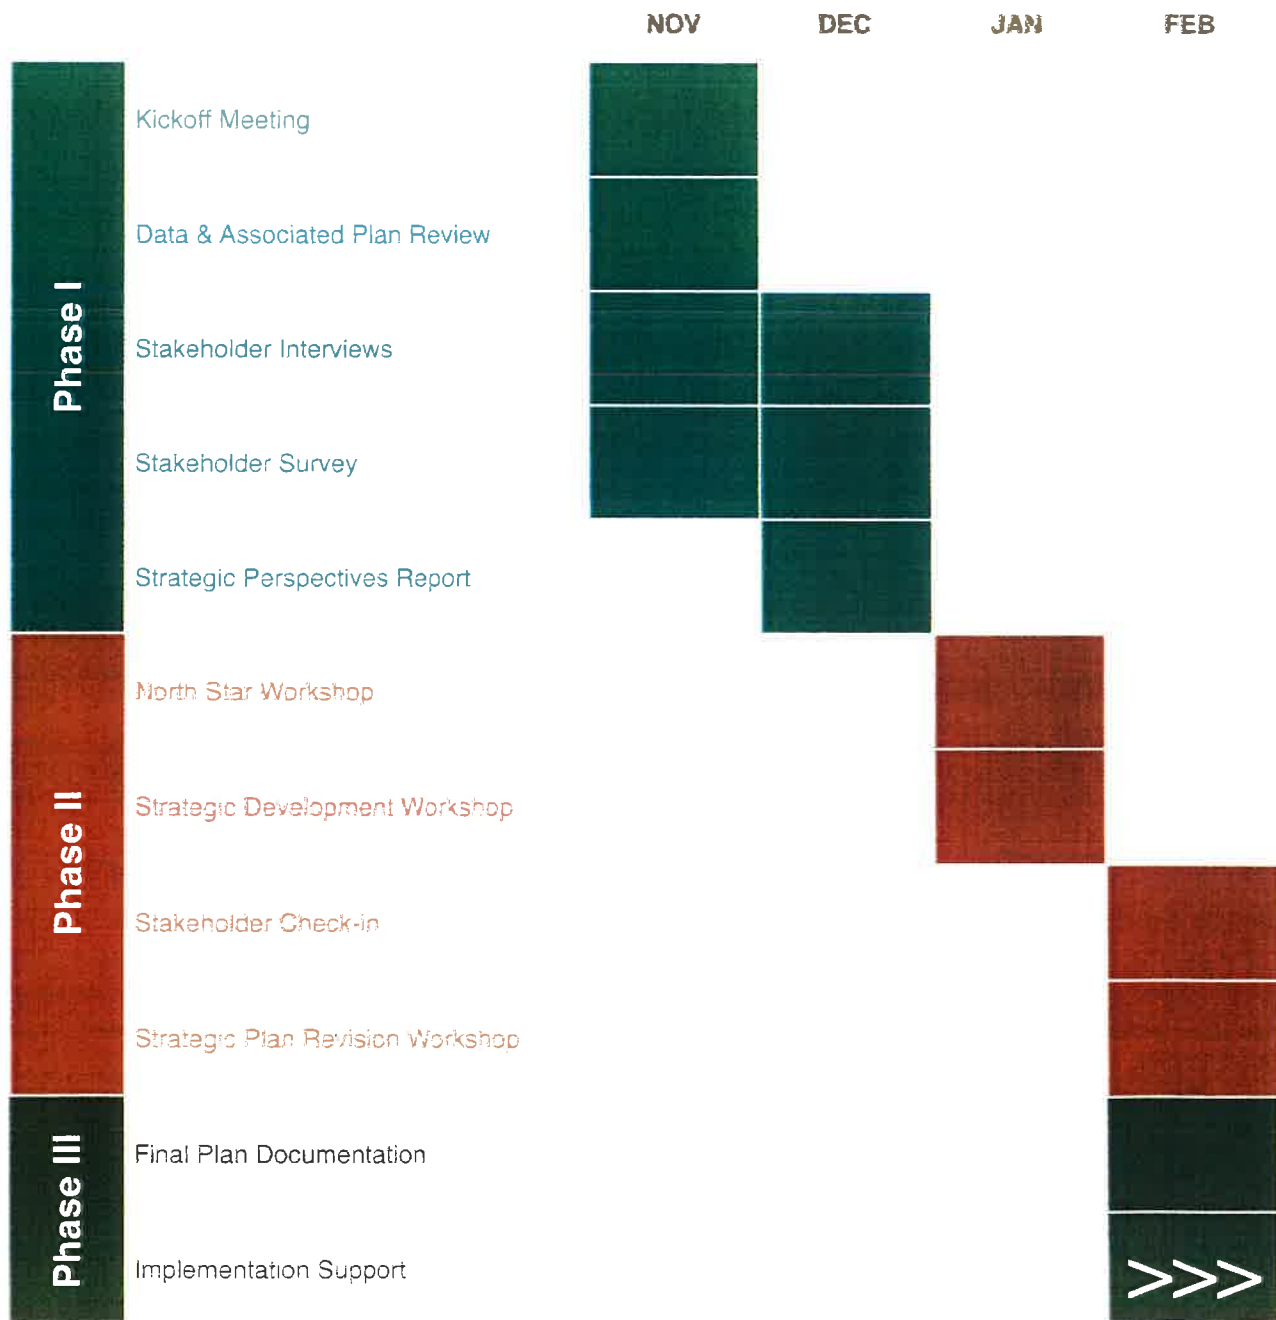 NOV DEC JAN FEB
Phase I
Kickoff Meeting
Data & Associated Plan Review
Stakeholder Interviews
Stakeholder Survey
Strategic Perspectives Report
Phase II
North Star Workshop
Strategic Development Workshop
Stakeholder Check-in
Strategic Plan Revision Workshop
Phase III
Final Plan Documentation
Implementation Support
>>>